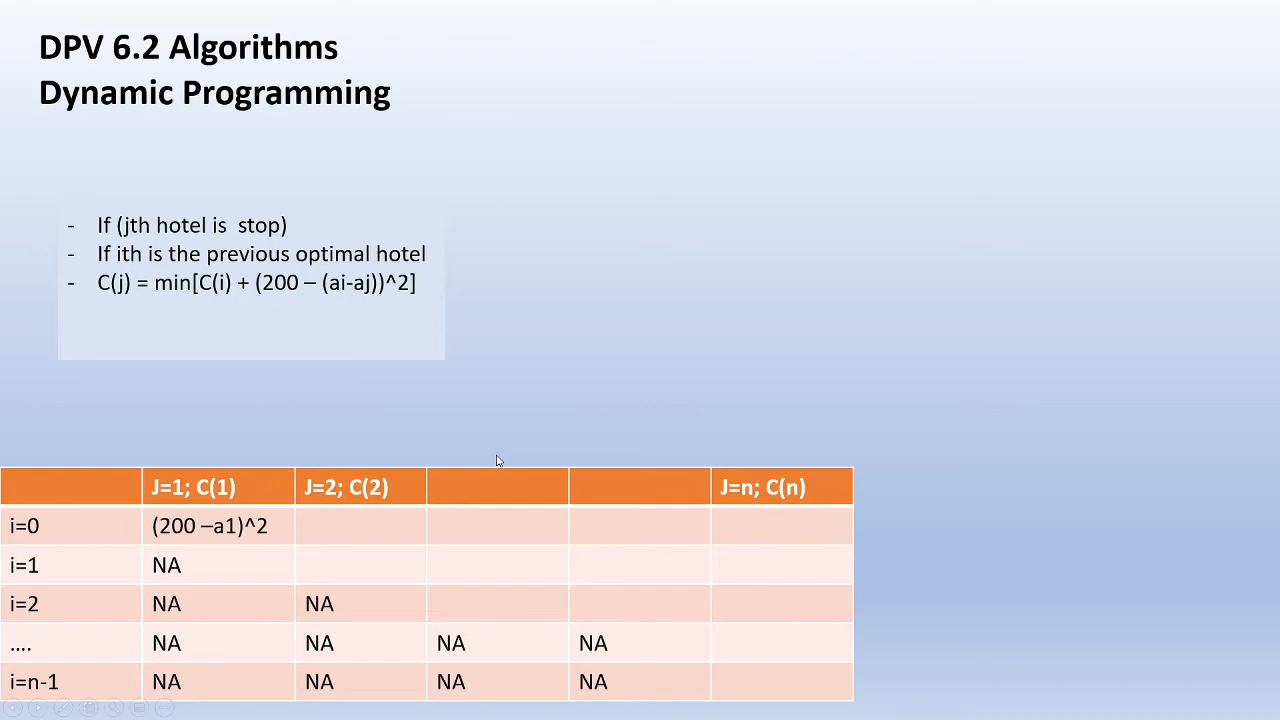 DPV 6.2 Algorithms
Dynamic Programming
- If (jth hotel is  stop)
- If ith is the previous optimal hotel
- C(j) = min[C(i) + (200 – (ai-aj))^2]
J=1; C(1) J=2; C(2) J=n; C(n)
i=0 (200 –a1)^2
i=1 NA
i=2 NA NA
…. NA NA NA NA
i=n-1 NA NA NA NA